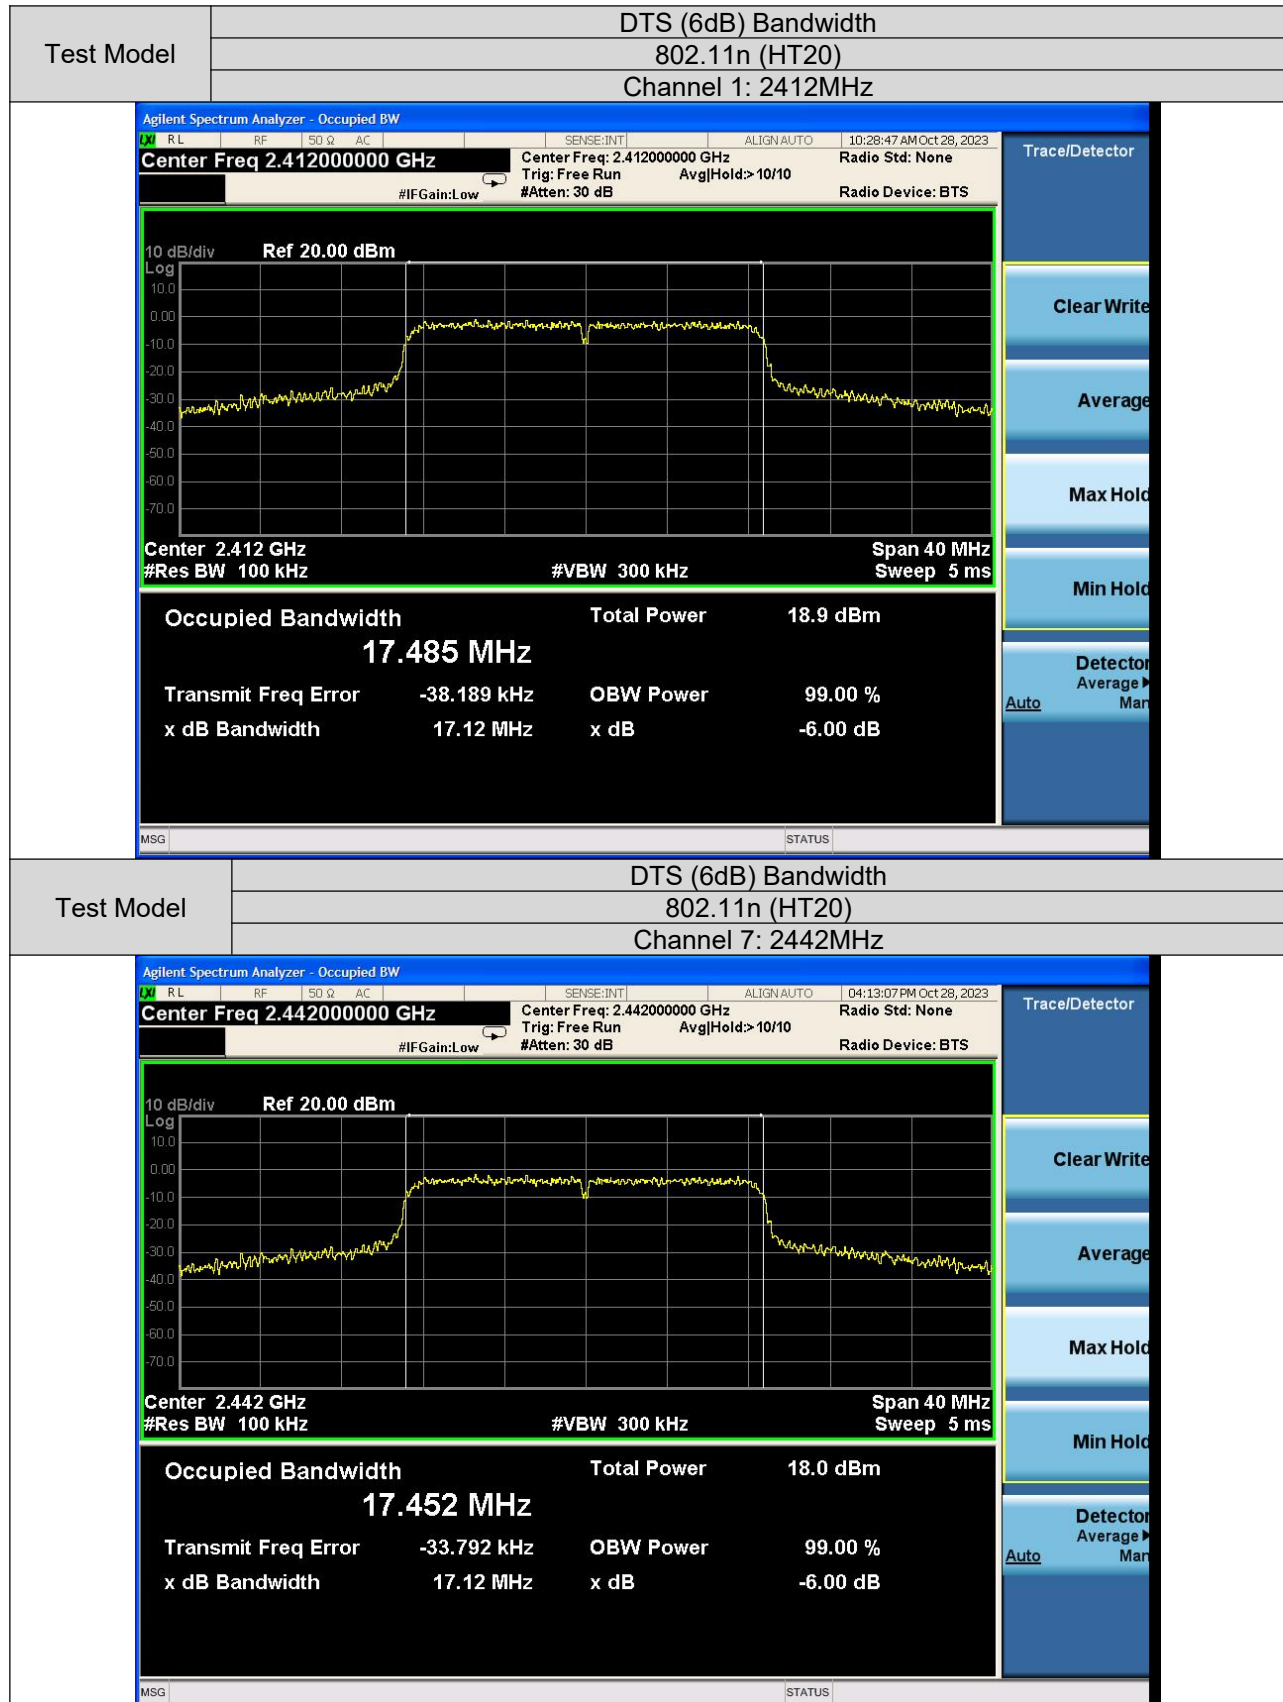 Test Model
DTS (6dB) Bandwidth
802.11n (HT20)
Channel 1: 2412MHz
Agilent Spectrum Analyzer - Occupied BW
LXI RL RF 50 Ω AC SENSE:INT ALIGN AUTO 10:28:47 AM Oct 28, 2023
Center Freq 2.412000000 GHz
Center Freq: 2.412000000 GHz
Radio Std: None
Trig: Free Run Avg|Hold:>10/10
#IFGain:Low
#Atten: 30 dB
Radio Device: BTS
Trace/Detector
10 dB/div Ref 20.00 dBm
Log
10.0
0.00
-10.0
-20.0
-30.0
-40.0
-50.0
-60.0
-70.0
Center 2.412 GHz Span 40 MHz
#Res BW 100 kHz #VBW 300 kHz Sweep 5 ms
Occupied Bandwidth Total Power 18.9 dBm
17.485 MHz
Transmit Freq Error -38.189 kHz OBW Power 99.00 %
x dB Bandwidth 17.12 MHz x dB -6.00 dB
Clear Write
Average
Max Hold
Min Hold
Detector
Average
Auto Man
MSG STATUS
Test Model
DTS (6dB) Bandwidth
802.11n (HT20)
Channel 7: 2442MHz
Agilent Spectrum Analyzer - Occupied BW
LXI RL RF 50 Ω AC SENSE:INT ALIGN AUTO 04:13:07 PM Oct 28, 2023
Center Freq 2.442000000 GHz
Center Freq: 2.442000000 GHz
Radio Std: None
Trig: Free Run Avg|Hold:>10/10
#IFGain:Low
#Atten: 30 dB
Radio Device: BTS
Trace/Detector
10 dB/div Ref 20.00 dBm
Log
10.0
0.00
-10.0
-20.0
-30.0
-40.0
-50.0
-60.0
-70.0
Center 2.442 GHz Span 40 MHz
#Res BW 100 kHz #VBW 300 kHz Sweep 5 ms
Occupied Bandwidth Total Power 18.0 dBm
17.452 MHz
Transmit Freq Error -33.792 kHz OBW Power 99.00 %
x dB Bandwidth 17.12 MHz x dB -6.00 dB
Clear Write
Average
Max Hold
Min Hold
Detector
Average
Auto Man
MSG STATUS